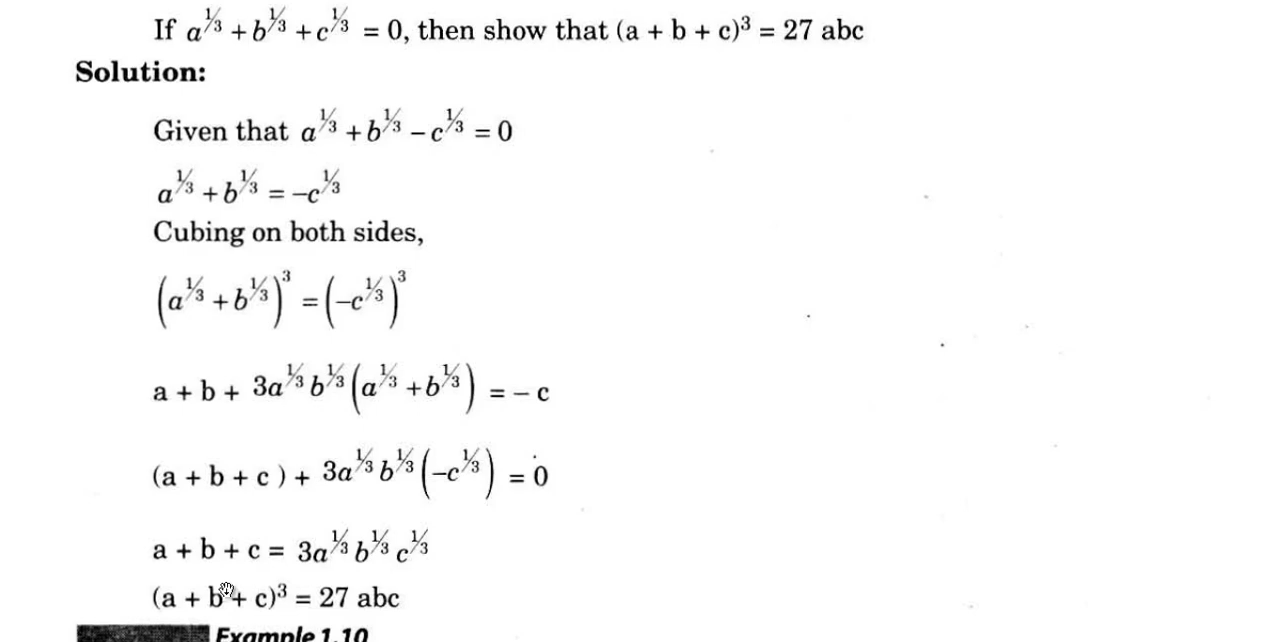 If a^{1/3} + b^{1/3} + c^{1/3} = 0, then show that (a + b + c)³ = 27 abc
Solution:
Given that a^{1/3} + b^{1/3} − c^{1/3} = 0
a^{1/3} + b^{1/3} = −c^{1/3}
Cubing on both sides,
(a^{1/3} + b^{1/3})³ = (−c^{1/3})³
a + b + 3a^{1/3} b^{1/3} (a^{1/3} + b^{1/3}) = − c
(a + b + c ) + 3a^{1/3} b^{1/3} (−c^{1/3}) = 0
a + b + c = 3a^{1/3} b^{1/3} c^{1/3}
(a + b + c)³ = 27 abc
Example 1.10